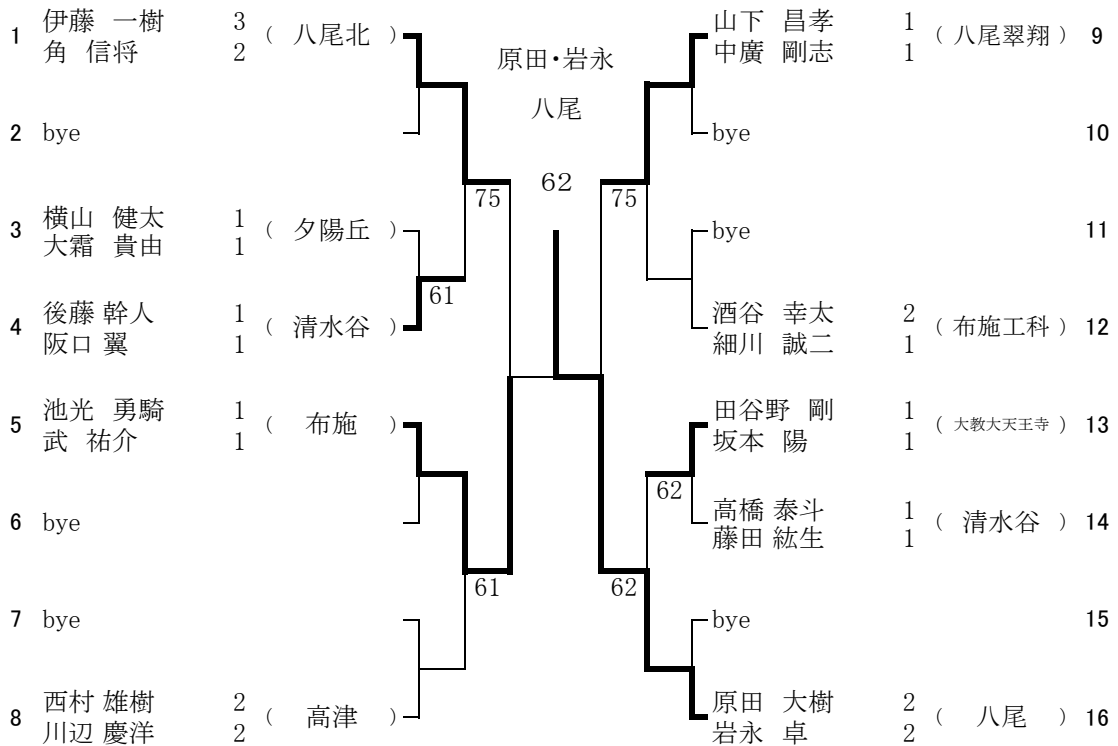 1 伊藤 一樹 3 ( 八尾北 )
角 信将 2
2 bye
3 横山 健太 1 ( 夕陽丘 )
大霜 貴由 1
4 後藤 幹人 1 ( 清水谷 )
阪口 翼 1
5 池光 勇騎 1 ( 布施 )
武 祐介 1
6 bye
7 bye
8 西村 雄樹 2 ( 高津 )
川辺 慶洋 2
75
61
61
原田・岩永
八尾
62
75
62
62
山下 昌孝 1 ( 八尾翠翔 ) 9
中廣 剛志 1
bye 10
bye 11
酒谷 幸太 2 ( 布施工科 ) 12
細川 誠二 1
田谷野 剛 1 ( 大教大天王寺 ) 13
坂本 陽 1
高橋 泰斗 1 ( 清水谷 ) 14
藤田 紘生 1
bye 15
原田 大樹 2 ( 八尾 ) 16
岩永 卓 2